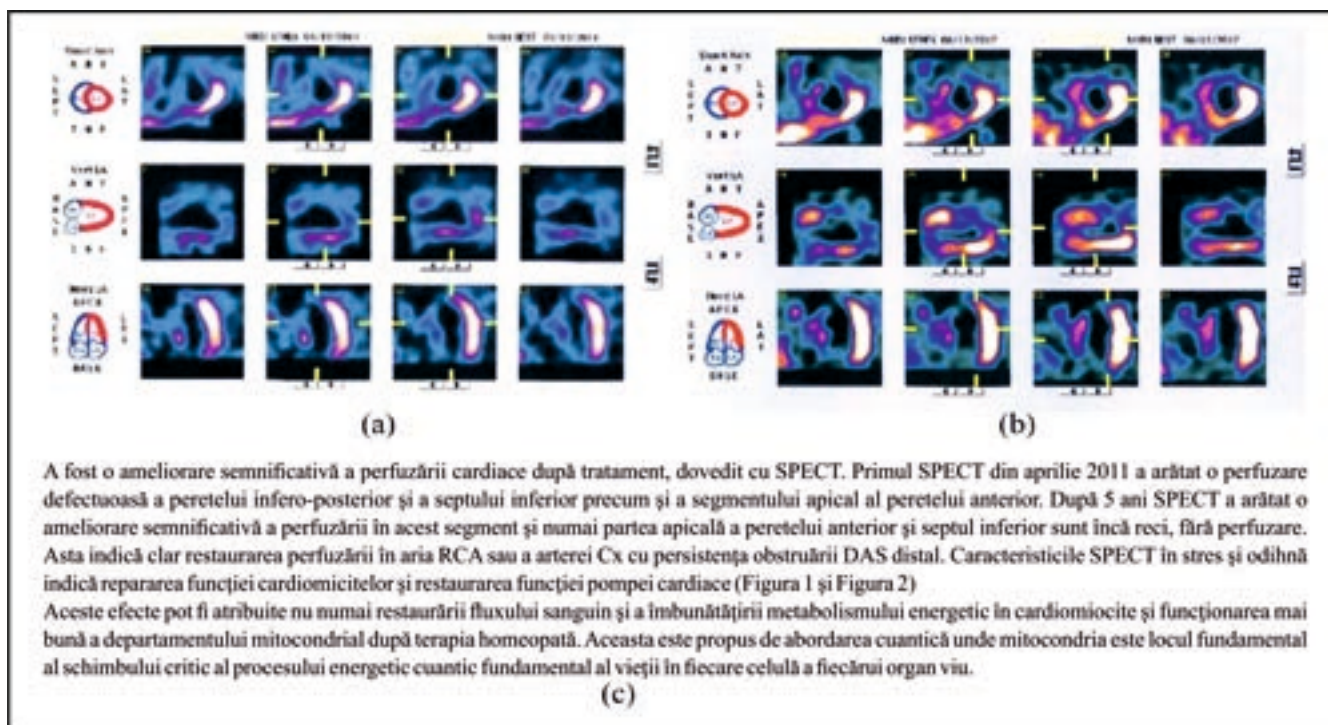 (a)
(b)
A fost o ameliorare semnificativă a perfuzării cardiace după tratament, dovedit cu SPECT. Primul SPECT din aprilie 2011 a arătat o perfuzare
defectuoasă a peretelui infero-posterior și a septului inferior precum și a segmentului apical al peretelui anterior. După 5 ani SPECT a arătat o
ameliorare semnificativă a perfuzării în acest segment și numai partea apicală a peretelui anterior și septul inferior sunt încă reci, fără perfuzare.
Asta indică clar restaurarea perfuzării în aria RCA sau a arterei Cx cu persistența obstruării DAS distal. Caracteristicile SPECT în stres și odihnă
indică repararea funcției cardiomicitelor și restaurarea funcției pompei cardiace (Figura 1 și Figura 2)
Aceste efecte pot fi atribuite nu numai restaurării fluxului sanguin și a îmbunătățirii metabolismului energetic în cardiomiocite și funcționarea mai
bună a departamentului mitocondrial după terapia homeopată. Aceasta este propus de abordarea cuantică unde mitocondria este locul fundamental
al schimbului critic al procesului energetic cuantic fundamental al vieții în fiecare celulă a fiecărui organ viu.
(c)